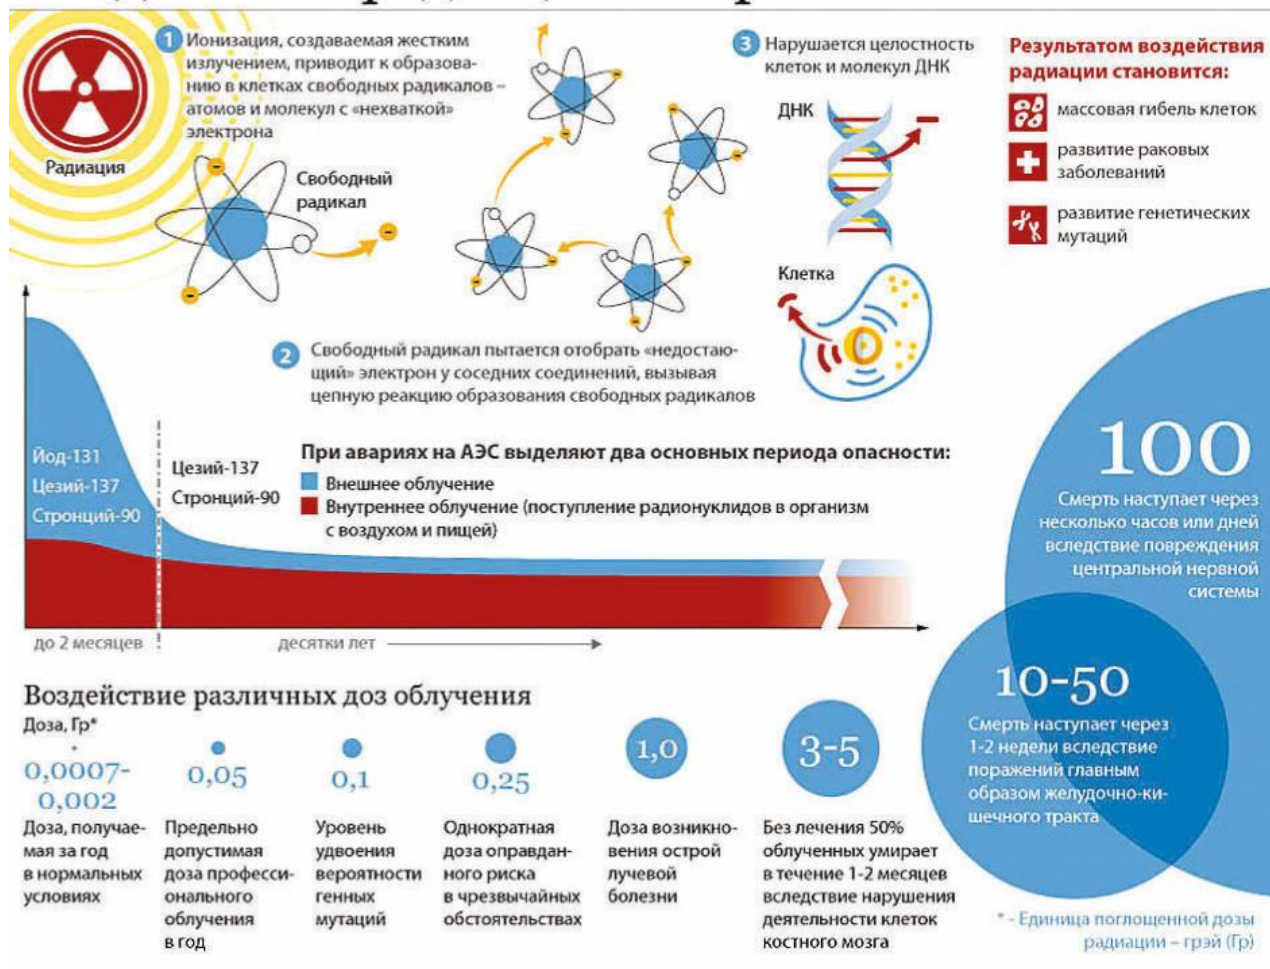 Радиация
1 Ионизация, создаваемая жестким
излучением, приводит к образова-
нию в клетках свободных радикалов –
атомов и молекул с «нехваткой»
электрона
Свободный
радикал
2 Свободный радикал пытается отобрать «недостаю-
щий» электрон у соседних соединений, вызывая
цепную реакцию образования свободных радикалов
3 Нарушается целостность
клеток и молекул ДНК
ДНК
Клетка
Результатом воздействия
радиации становится:
массовая гибель клеток
развитие раковых
заболеваний
развитие генетических
мутаций
Йод-131
Цезий-137
Стронций-90
Цезий-137
Стронций-90
При авариях на АЭС выделяют два основных периода опасности:
Внешнее облучение
Внутреннее облучение (поступление радионуклидов в организм
с воздухом и пищей)
до 2 месяцев
десятки лет
Воздействие различных доз облучения
Доза, Гр*
0,0007-
0,002
Доза, получае-
мая за год
в нормальных
условиях
0,05
Предельно
допустимая
доза професси-
онального
облучения
в год
0,1
Уровень
удвоения
вероятности
генных
мутаций
0,25
Однократная
доза оправдан-
ного риска
в чрезвычайных
обстоятельствах
1,0
Доза возникно-
вения острой
лучевой
болезни
3-5
Без лечения 50%
облученных умирает
в течение 1-2 месяцев
вследствие нарушения
деятельности клеток
костного мозга
10-50
Смерть наступает через
1-2 недели вследствие
поражений главным
образом желудочно-ки-
шечного тракта
100
Смерть наступает через
несколько часов или дней
вследствие повреждения
центральной нервной
системы
* - Единица поглощенной дозы
радиации – грэй (Гр)